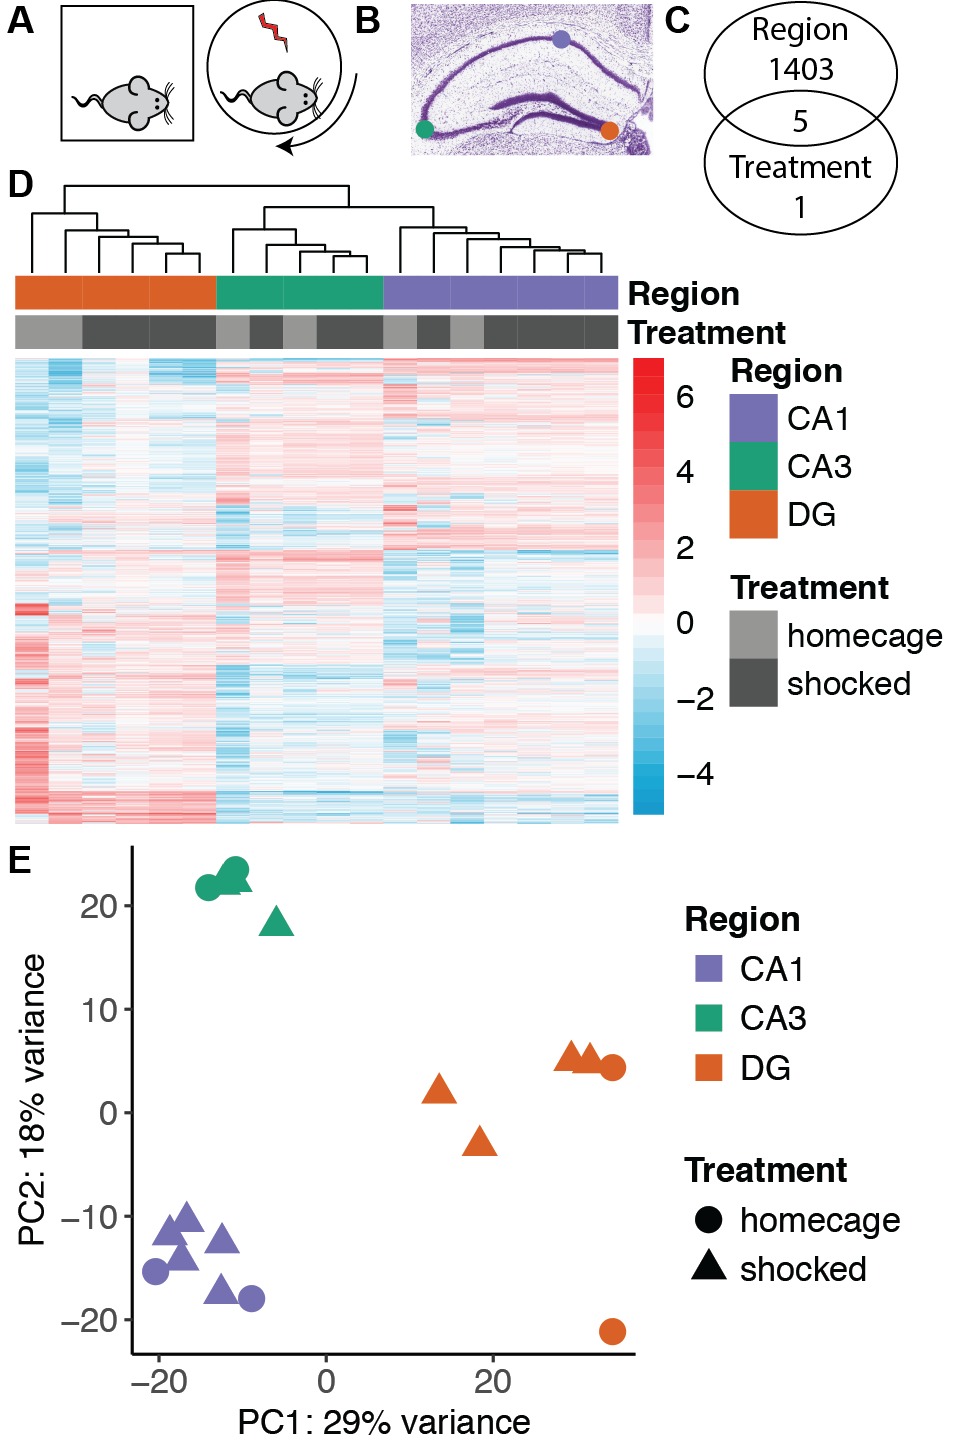 A
B
C
Region
1403
5
Treatment
1
D
Region
Treatment
6
4
2
0
−2
−4
Region
CA1
CA3
DG
Treatment
homecage
shocked
E
20
10
0
−10
−20
PC2: 18% variance
−20
0
20
PC1: 29% variance
Region
CA1
CA3
DG
Treatment
homecage
shocked